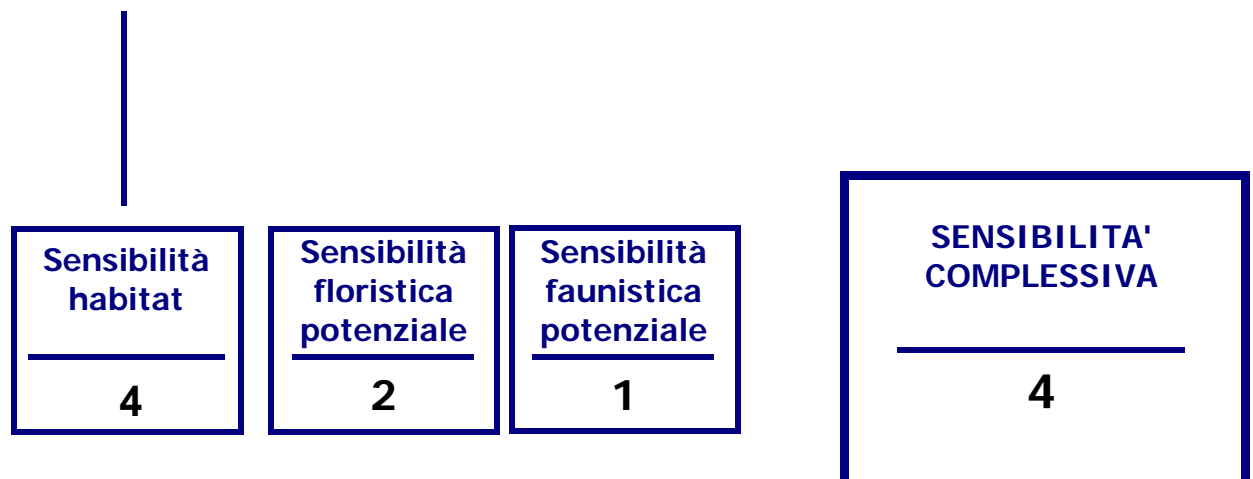 Sensibilità
habitat
4
Sensibilità
floristica
potenziale
2
Sensibilità
faunistica
potenziale
1
SENSIBILITA'
COMPLESSIVA
4